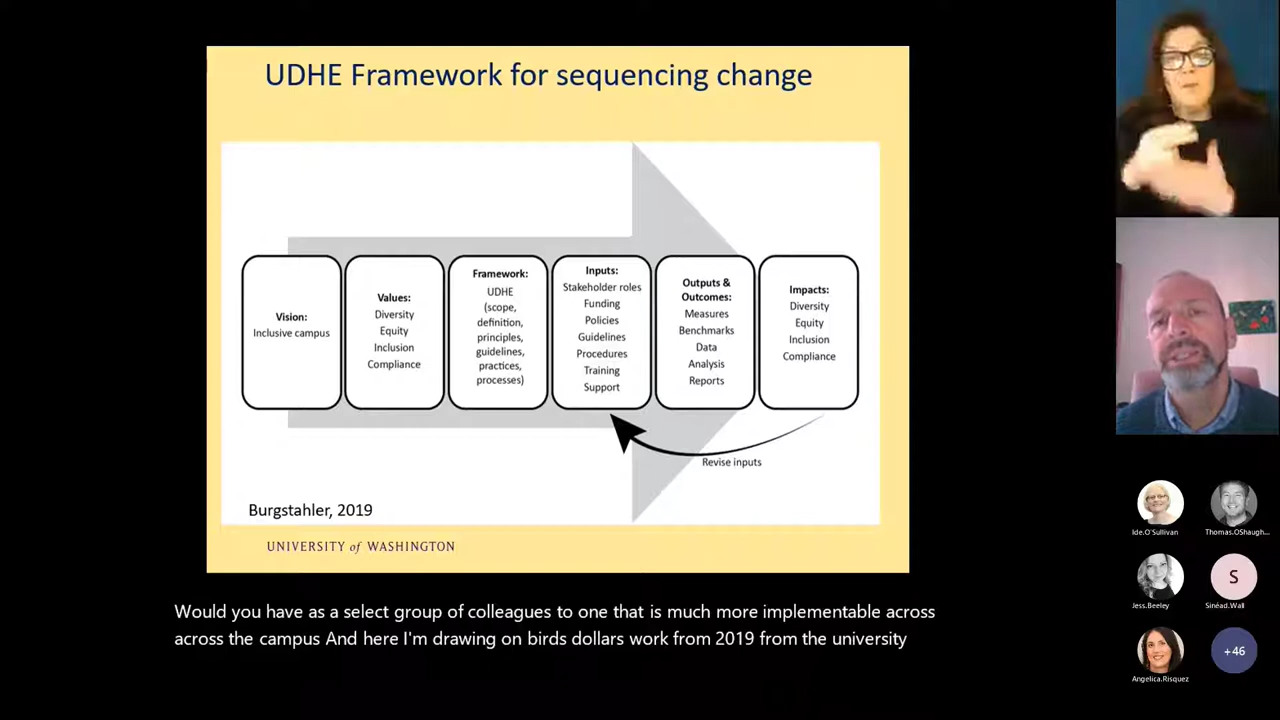 UDHE Framework for sequencing change
Vision:
Inclusive campus
Values:
Diversity
Equity
Inclusion
Compliance
Framework:
UDHE
(scope,
definition,
principles,
guidelines,
practices,
processes)
Inputs:
Stakeholder roles
Funding
Policies
Guidelines
Procedures
Training
Support
Outputs &
Outcomes:
Measures
Benchmarks
Data
Analysis
Reports
Impacts:
Diversity
Equity
Inclusion
Compliance
Revise inputs
Burgstahler, 2019
UNIVERSITY of WASHINGTON
Would you have as a select group of colleagues to one that is much more implementable across
across the campus And here I'm drawing on birds dollars work from 2019 from the university
Ide.O'Sullivan
Thomas.OShaugh...
Jess.Beeley
S
Sinéad.Wall
Angelica.Risquez
+46